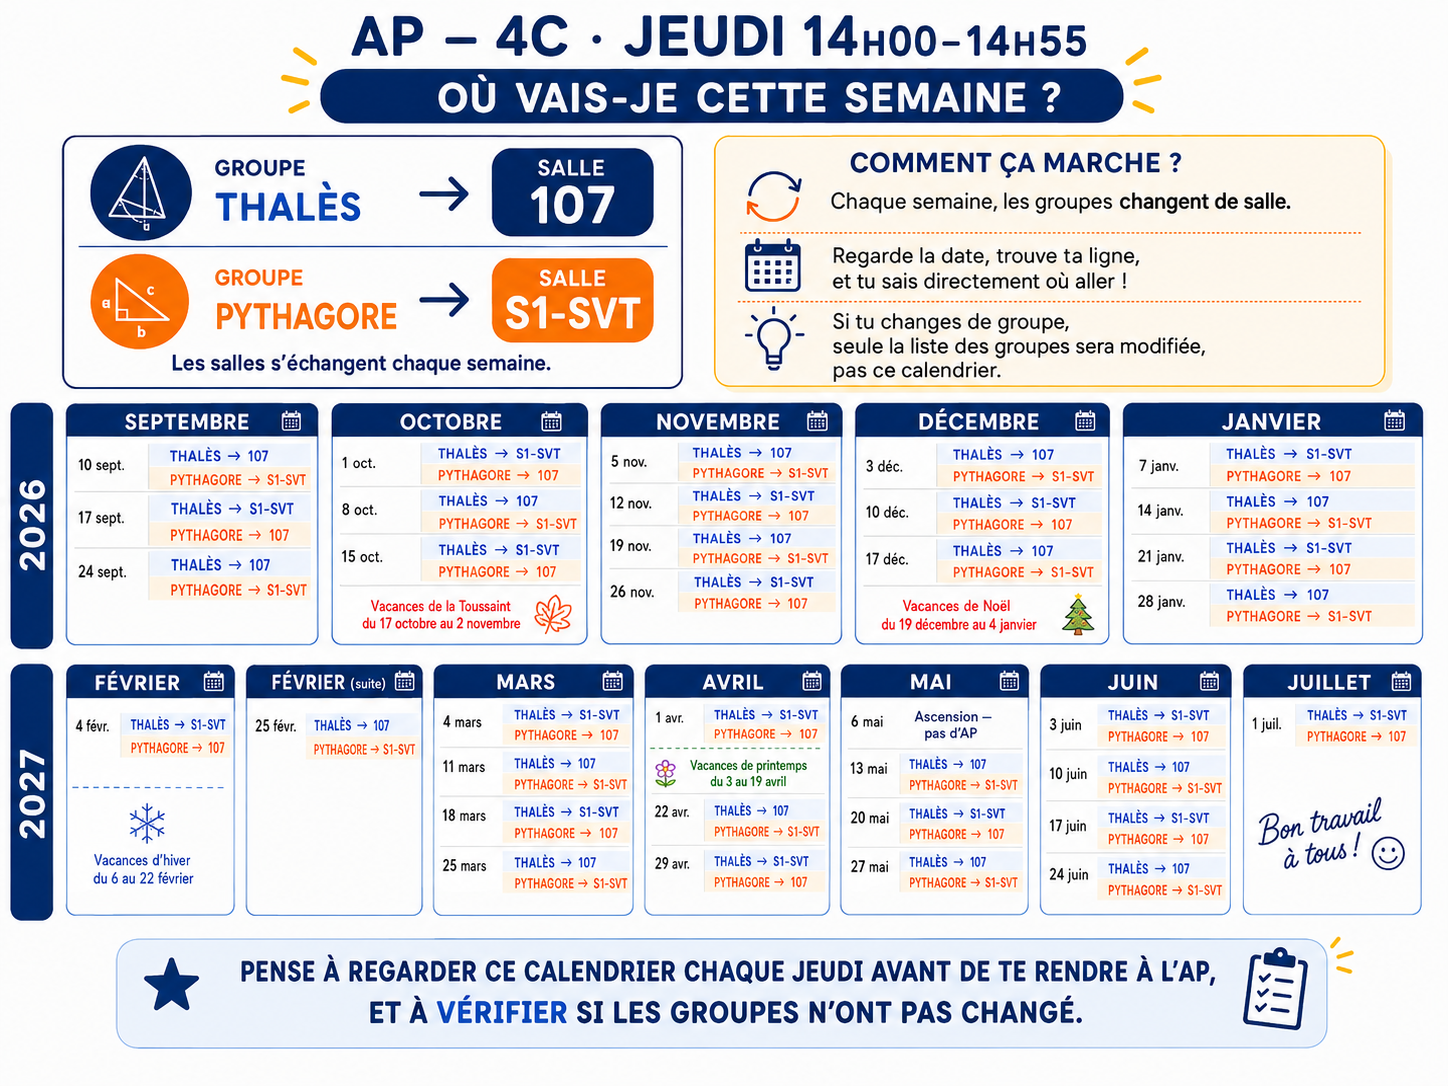 AP – 4C · JEUDI 14H00–14H55
OÙ VAIS-JE CETTE SEMAINE ?
GROUPE
THALÈS
SALLE
107
GROUPE
PYTHAGORE
a
c
b
SALLE
S1-SVT
Les salles s'échangent chaque semaine.
COMMENT ÇA MARCHE ?
Chaque semaine, les groupes changent de salle.
Regarde la date, trouve ta ligne,
et tu sais directement où aller !
Si tu changes de groupe,
seule la liste des groupes sera modifiée,
pas ce calendrier.
2026
SEPTEMBRE
10 sept.
THALÈS → 107
PYTHAGORE → S1-SVT
17 sept.
THALÈS → S1-SVT
PYTHAGORE → 107
24 sept.
THALÈS → 107
PYTHAGORE → S1-SVT
OCTOBRE
1 oct.
THALÈS → S1-SVT
PYTHAGORE → 107
8 oct.
THALÈS → 107
PYTHAGORE → S1-SVT
15 oct.
THALÈS → S1-SVT
PYTHAGORE → 107
Vacances de la Toussaint
du 17 octobre au 2 novembre
NOVEMBRE
5 nov.
THALÈS → 107
PYTHAGORE → S1-SVT
12 nov.
THALÈS → S1-SVT
PYTHAGORE → 107
19 nov.
THALÈS → 107
PYTHAGORE → S1-SVT
26 nov.
THALÈS → S1-SVT
PYTHAGORE → 107
DÉCEMBRE
3 déc.
THALÈS → 107
PYTHAGORE → S1-SVT
10 déc.
THALÈS → S1-SVT
PYTHAGORE → 107
17 déc.
THALÈS → 107
PYTHAGORE → S1-SVT
Vacances de Noël
du 19 décembre au 4 janvier
JANVIER
7 janv.
THALÈS → S1-SVT
PYTHAGORE → 107
14 janv.
THALÈS → 107
PYTHAGORE → S1-SVT
21 janv.
THALÈS → S1-SVT
PYTHAGORE → 107
28 janv.
THALÈS → 107
PYTHAGORE → S1-SVT
2027
FÉVRIER
4 févr.
THALÈS → S1-SVT
PYTHAGORE → 107
Vacances d'hiver
du 6 au 22 février
FÉVRIER (suite)
25 févr.
THALÈS → 107
PYTHAGORE → S1-SVT
MARS
4 mars
THALÈS → S1-SVT
PYTHAGORE → 107
11 mars
THALÈS → 107
PYTHAGORE → S1-SVT
18 mars
THALÈS → S1-SVT
PYTHAGORE → 107
25 mars
THALÈS → 107
PYTHAGORE → S1-SVT
AVRIL
1 avr.
THALÈS → S1-SVT
PYTHAGORE → 107
Vacances de printemps
du 3 au 19 avril
22 avr.
THALÈS → 107
PYTHAGORE → S1-SVT
29 avr.
THALÈS → S1-SVT
PYTHAGORE → 107
MAI
6 mai
Ascension –
pas d'AP
13 mai
THALÈS → 107
PYTHAGORE → S1-SVT
20 mai
THALÈS → S1-SVT
PYTHAGORE → 107
27 mai
THALÈS → 107
PYTHAGORE → S1-SVT
JUIN
3 juin
THALÈS → S1-SVT
PYTHAGORE → 107
10 juin
THALÈS → 107
PYTHAGORE → S1-SVT
17 juin
THALÈS → S1-SVT
PYTHAGORE → 107
24 juin
THALÈS → 107
PYTHAGORE → S1-SVT
JUILLET
1 juil.
THALÈS → S1-SVT
PYTHAGORE → 107
Bon travail
à tous !
PENSE À REGARDER CE CALENDRIER CHAQUE JEUDI AVANT DE TE RENDRE À L'AP,
ET À VÉRIFIER SI LES GROUPES N'ONT PAS CHANGÉ.